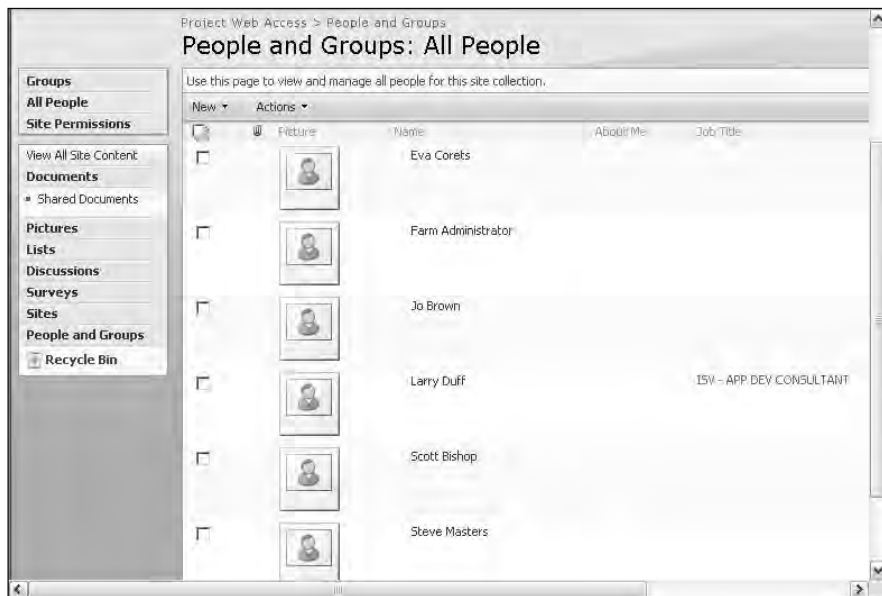 Project Web Access > People and Groups
People and Groups: All People
Groups
All People
Site Permissions
View All Site Content
Documents
Shared Documents
Pictures
Lists
Discussions
Surveys
Sites
People and Groups
Recycle Bin
Use this page to view and manage all people for this site collection.
New Actions
Picture Name About Me Job Title
Eva Corets
Farm Administrator
Jo Brown
Larry Duff ISV - APP DEV CONSULTANT
Scott Bishop
Steve Masters